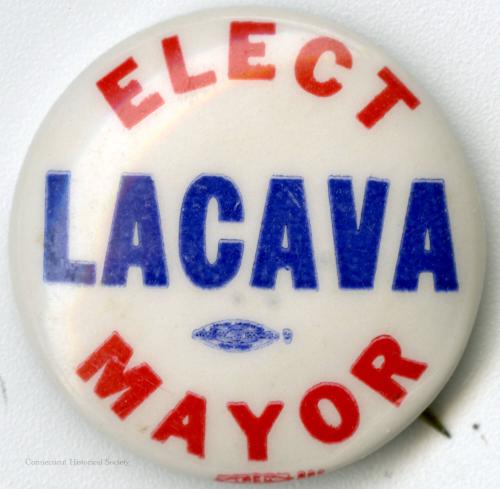 ELECT
LACAVA
MAYOR
Connecticut Historical Society